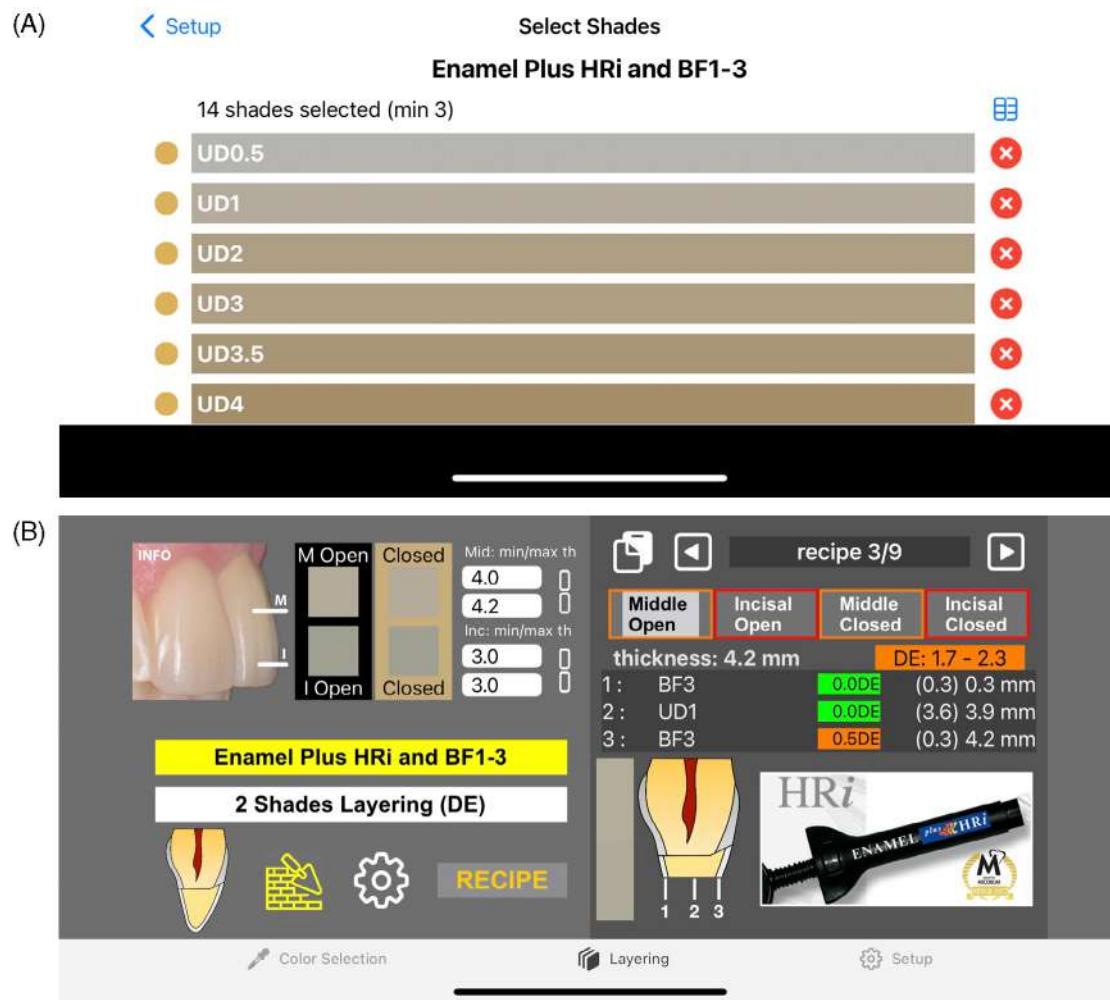 (A)
Setup
Select Shades
Enamel Plus HRi and BF1-3
14 shades selected (min 3)
UD0.5
UD1
UD2
UD3
UD3.5
UD4
(B)
INFO
M
I
M Open Closed
I Open Closed
Mid: min/max th
4.0
4.2
Inc: min/max th
3.0
3.0
Enamel Plus HRi and BF1-3
2 Shades Layering (DE)
RECIPE
recipe 3/9
Middle Open
Incisal Open
Middle Closed
Incisal Closed
thickness: 4.2 mm DE: 1.7 - 2.3
1 : BF3 0.0DE (0.3) 0.3 mm
2 : UD1 0.0DE (3.6) 3.9 mm
3 : BF3 0.5DE (0.3) 4.2 mm
1 2 3
HRi
ENAMEL plus HRi
Color Selection Layering Setup